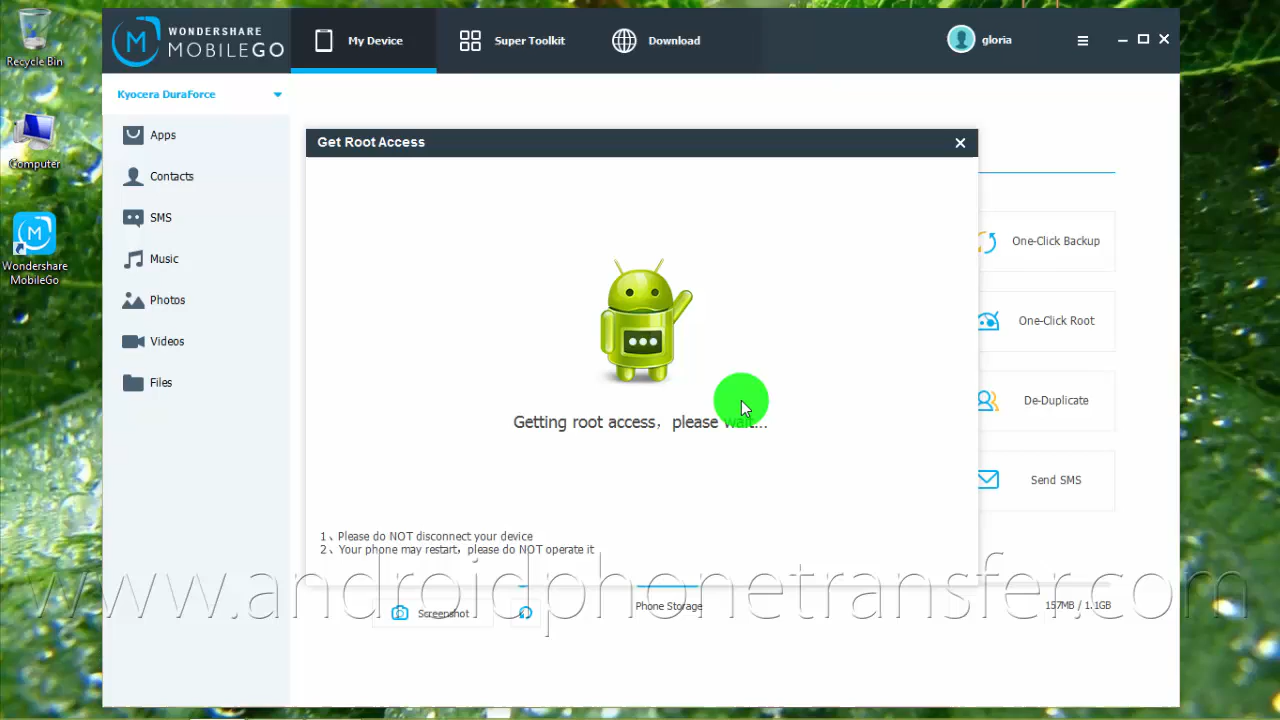 Recycle Bin
Computer
Wondershare
MobileGo
WONDERSHARE
MOBILEGO
My Device
Super Toolkit
Download
gloria
Kyocera DuraForce
Apps
Contacts
SMS
Music
Photos
Videos
Files
Get Root Access
Getting root access, please wait...
1、Please do NOT disconnect your device
2、Your phone may restart, please do NOT operate it
One-Click Backup
One-Click Root
De-Duplicate
Send SMS
www.androidphonetransfer.com
Screenshot
Phone Storage
157MB / 1.1GB